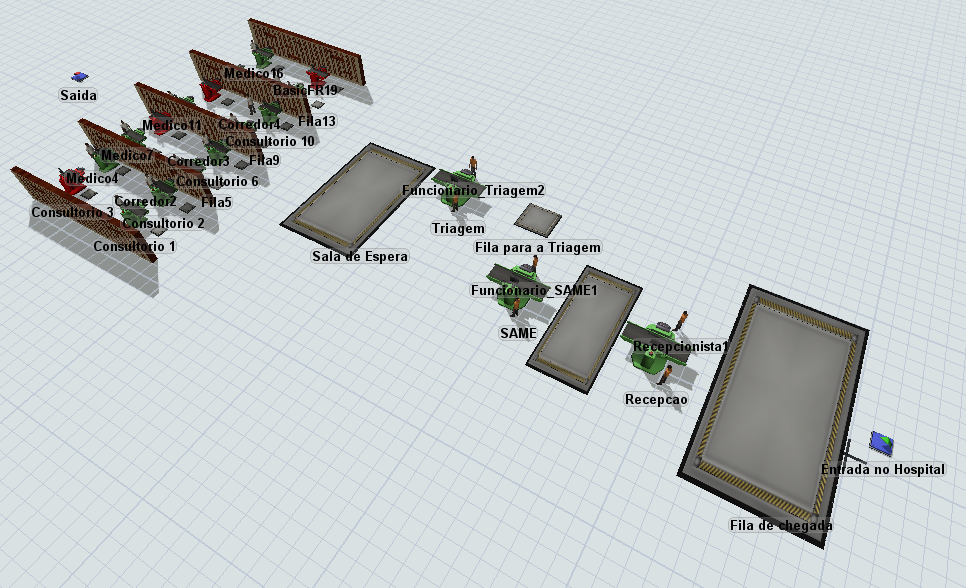 Saida
Medico16
BasicFR19
Medico11
Corredor4
Fila13
Consultorio 10
Medico7
Corredor3
Fila9
Medico4
Consultorio 6
Corredor2
Fila5
Consultorio 3
Consultorio 2
Consultorio 1
Funcionario_Triagem2
Triagem
Fila para a Triagem
Sala de Espera
Funcionario_SAME1
SAME
Recepcionista1
Recepcao
Entrada no Hospital
Fila de chegada